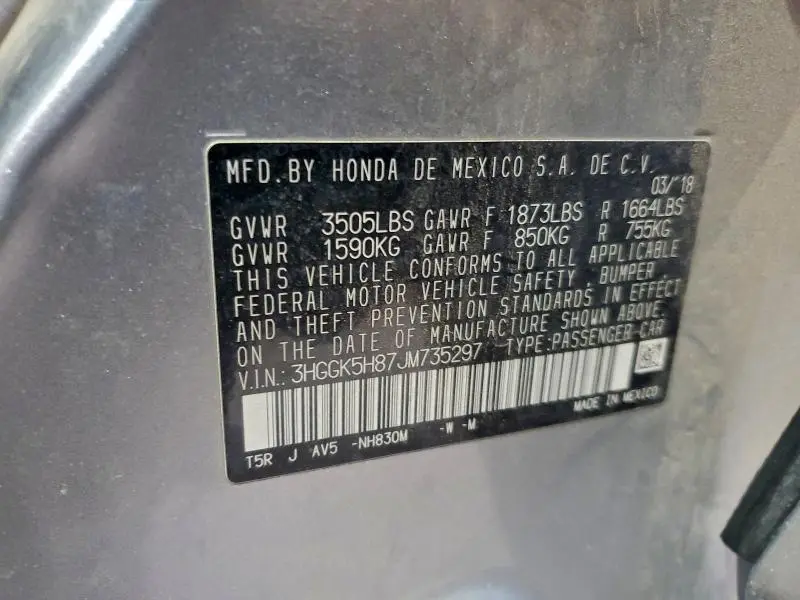 MFD. BY HONDA DE MEXICO S.A. DE C.V.
03/'18
GVWR 3505LBS GAWR F 1873LBS R 1664LBS
GVWR 1590KG GAWR F 850KG R 755KG
THIS VEHICLE CONFORMS TO ALL APPLICABLE
FEDERAL MOTOR VEHICLE SAFETY, BUMPER,
AND THEFT PREVENTION STANDARDS IN EFFECT
ON THE DATE OF MANUFACTURE SHOWN ABOVE.
V.I.N.: 3HGGK5H87JM735297 TYPE:PASSENGER CAR
MADE IN MEXICO
T5R J AV5 -NH830M -W -M